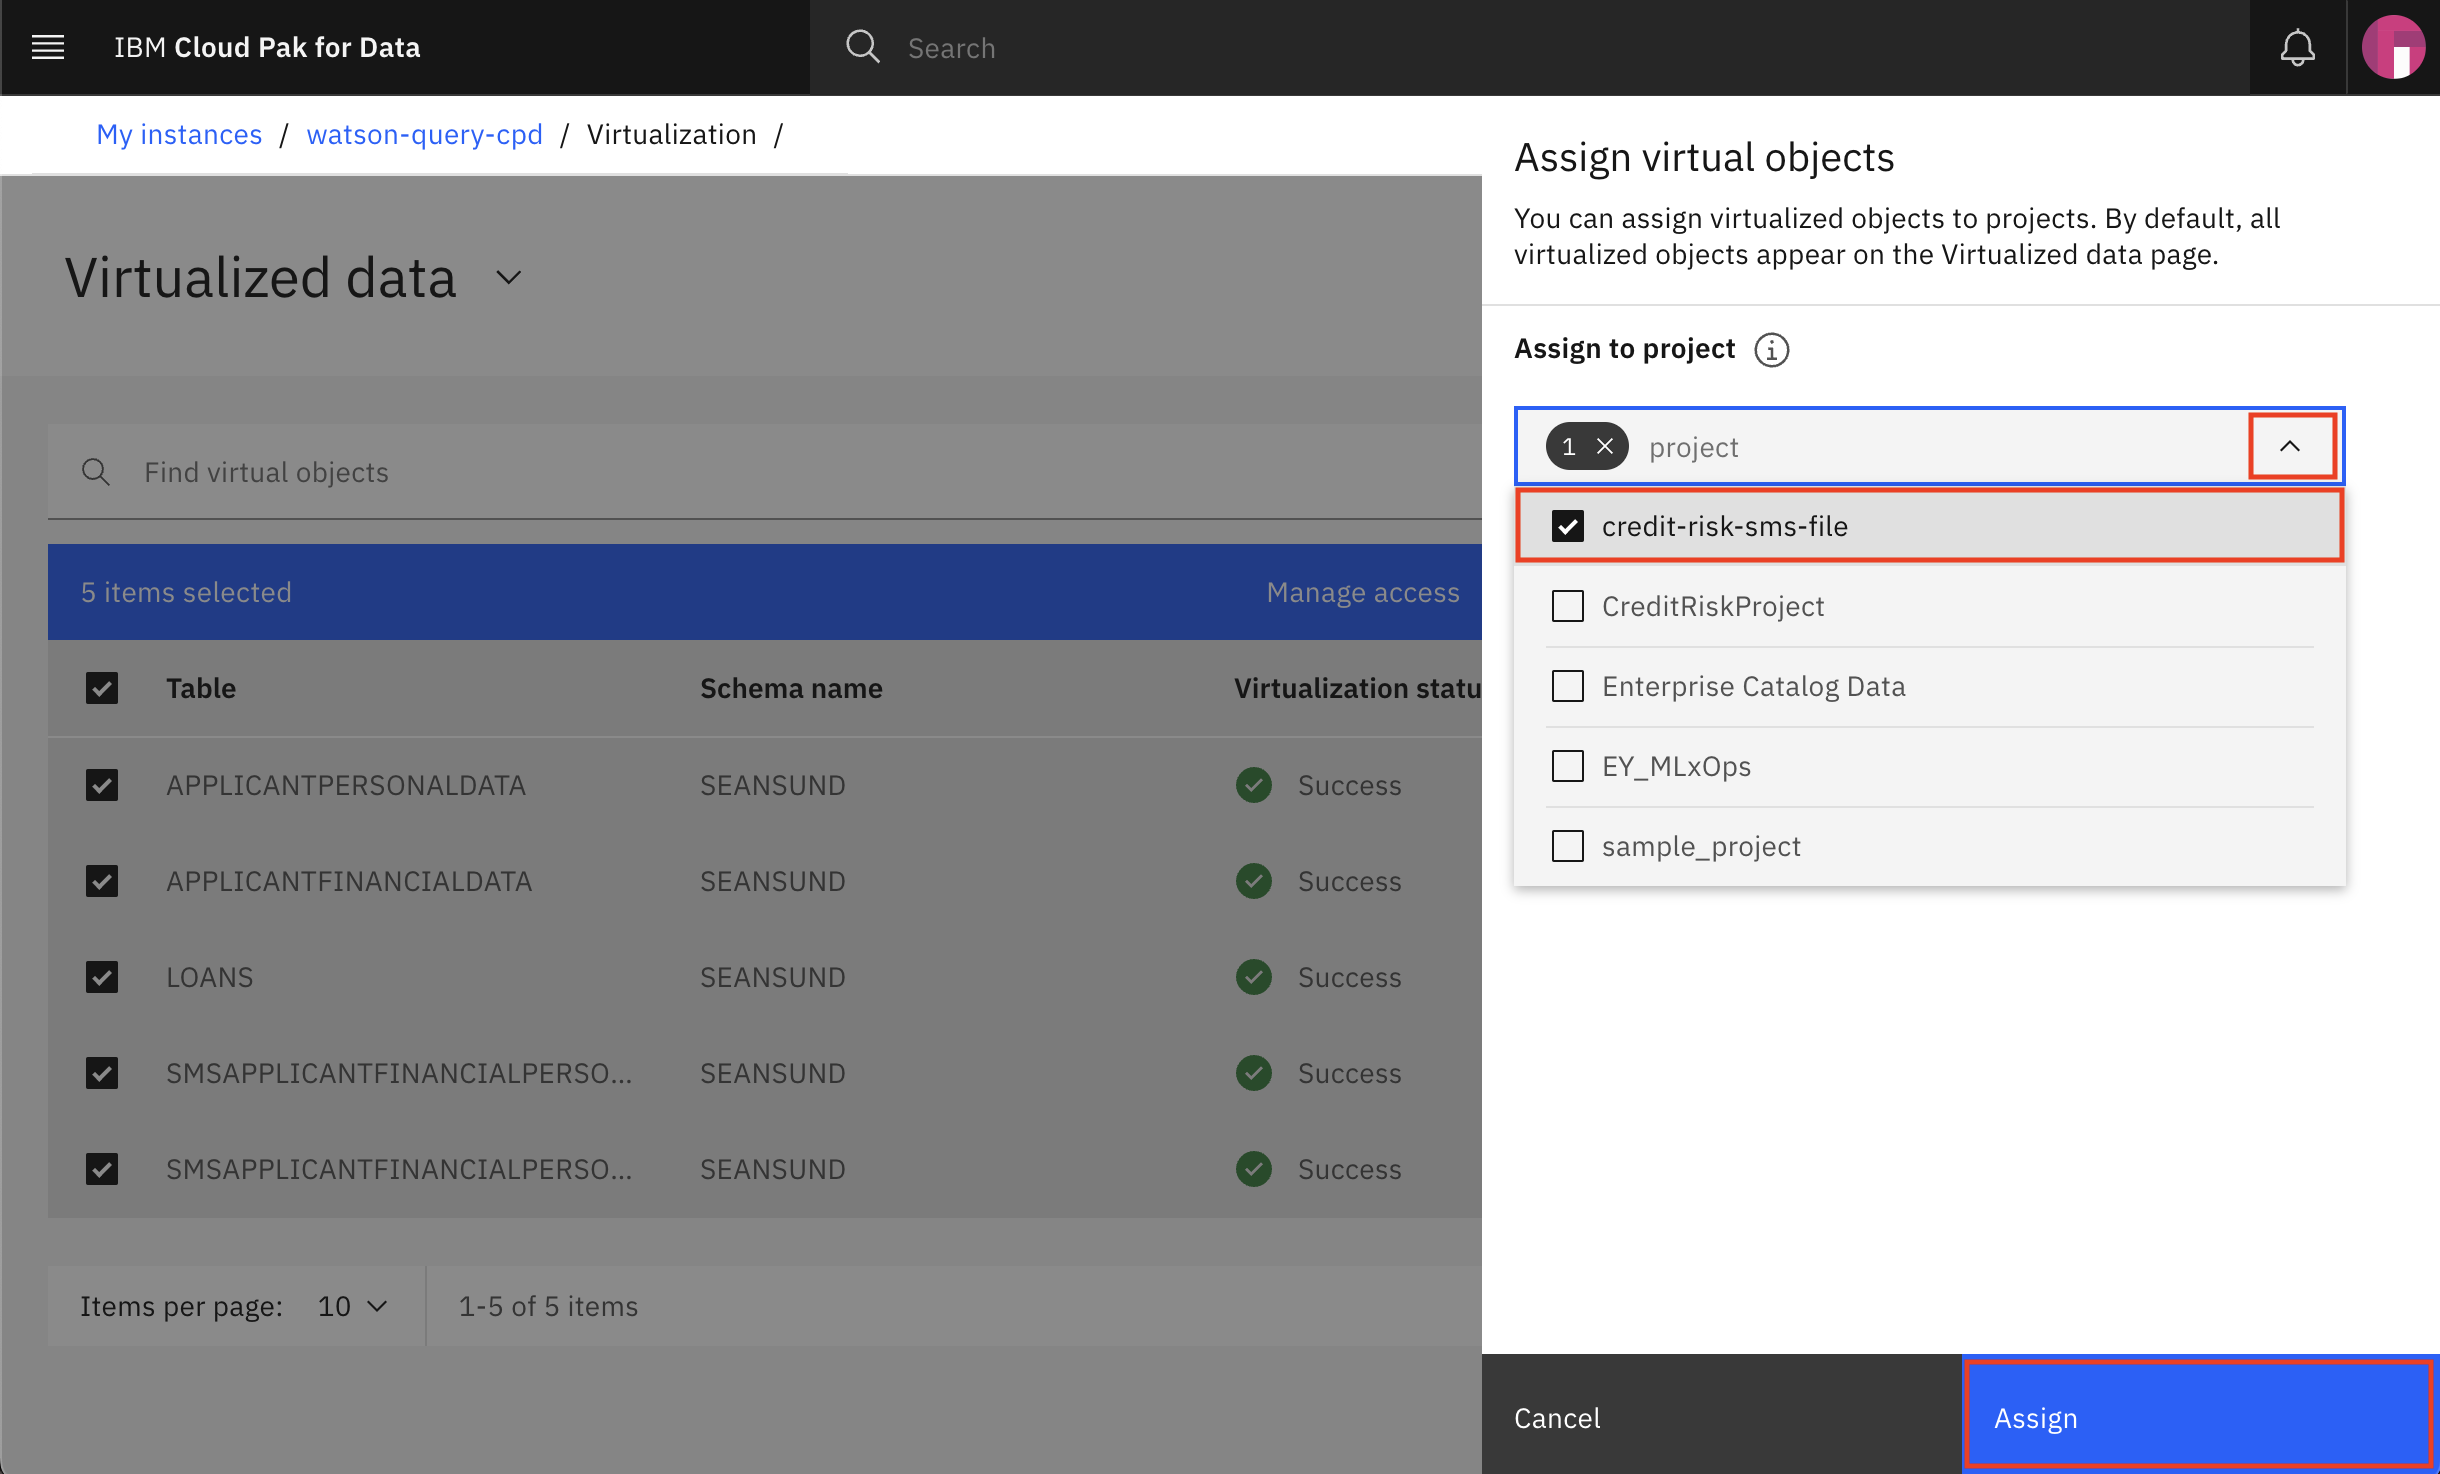 IBM Cloud Pak for Data
Search
My instances / watson-query-cpd / Virtualization /
Virtualized data
Find virtual objects
5 items selected
Manage access
Table Schema name Virtualization statu
APPLICANTPERSONALDATA SEANSUND Success
APPLICANTFINANCIALDATA SEANSUND Success
LOANS SEANSUND Success
SMSAPPLICANTFINANCIALPERSO... SEANSUND Success
SMSAPPLICANTFINANCIALPERSO... SEANSUND Success
Items per page: 10 1-5 of 5 items
Assign virtual objects
You can assign virtualized objects to projects. By default, all
virtualized objects appear on the Virtualized data page.
Assign to project
1 project
credit-risk-sms-file
CreditRiskProject
Enterprise Catalog Data
EY_MLxOps
sample_project
Cancel
Assign